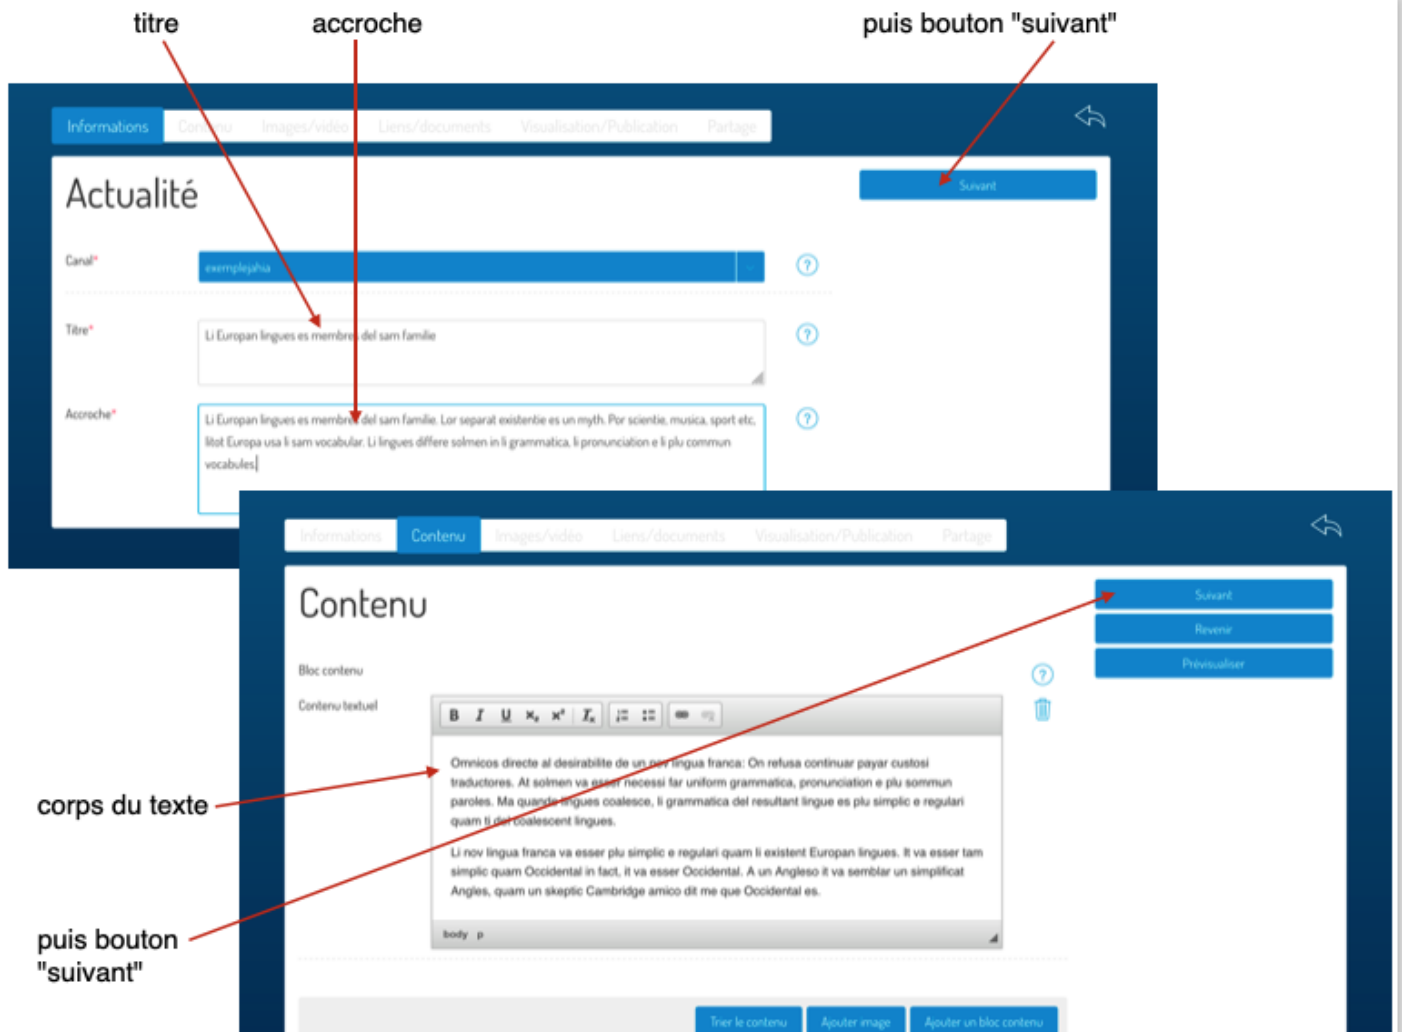 titre
accroche
puis bouton "suivant"
Informations
Contenu
Images/vidéo
Liens/documents
Visualisation/Publication
Partage
Actualité
Suivant
Canal*
exemplejahia
?
Titre*
Li Europan lingues es membres del sam familie
?
Accroche*
Li Europan lingues es membres del sam familie. Lor separat existentie es un myth. Por scientie, musica, sport etc,
litot Europa usa li sam vocabular. Li lingues differe solmen in li grammatica, li pronunciation e li plu commun
vocabules.
?
Informations
Contenu
Images/vidéo
Liens/documents
Visualisation/Publication
Partage
Contenu
Suivant
Revenir
Prévisualiser
Bloc contenu
?
Contenu textuel
B I U
Omnicos directe al desirabilite de un nov lingua franca: On refusa continuar payar custosi
traductores. At solmen va esser necessi far uniform grammatica, pronunciation e plu sommun
paroles. Ma quande lingues coalesce, li grammatica del resultant lingue es plu simplic e regulari
quam ti del coalescent lingues.
Li nov lingua franca va esser plu simplic e regulari quam li existent Europan lingues. It va esser tam
simplic quam Occidental in fact, it va esser Occidental. A un Angleso it va semblar un simplificat
Angles, quam un skeptic Cambridge amico dit me que Occidental es.
body p
corps du texte
puis bouton
"suivant"
Trier le contenu
Ajouter image
Ajouter un bloc contenu